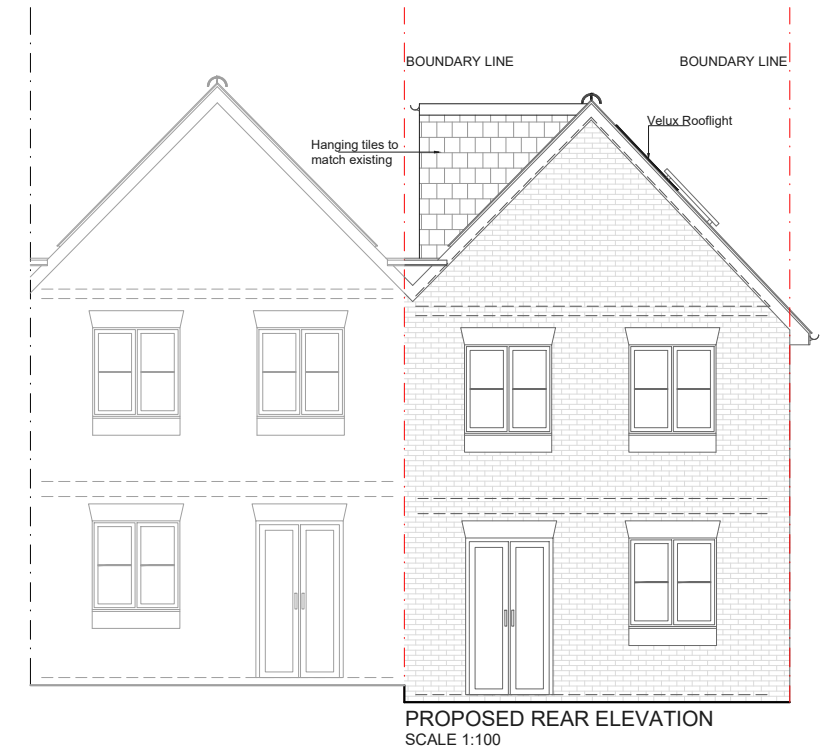 BOUNDARY LINE
BOUNDARY LINE
Velux Rooflight
Hanging tiles to
match existing
PROPOSED REAR ELEVATION
SCALE 1:100